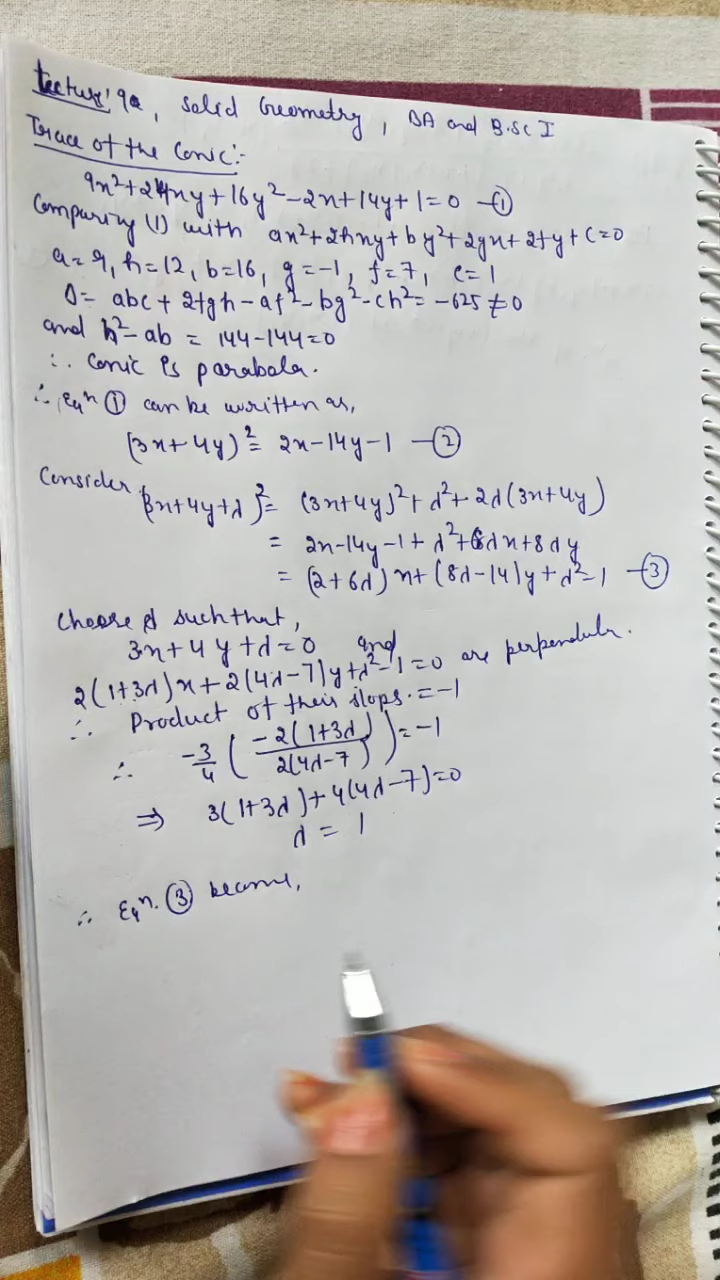 Lecture: 9a, Solid Geometry, BA and B.Sc I
Trace of the Conic:-
9x²+24xy+16y²-2x+14y+1=0 -①
Comparing (1) with ax²+2hxy+by²+2gx+2fy+c=0
a=9, h=12, b=16, g=-1, f=7, c=1
Δ= abc+2fgh-af²-bg²-ch²=-625≠0
and h²-ab = 144-144=0
∴ Conic is parabala.
∴ Eqⁿ ① can be written as,
(3x+4y)²= 2x-14y-1 -②
Consider (3x+4y+λ)²= (3x+4y)²+λ²+2λ(3x+4y)
= 2x-14y-1+λ²+6λx+8λy
= (2+6λ)x+(8λ-14)y+λ²-1 -③
Choose λ such that,
3x+4y+λ=0 and
2(1+3λ)x+2(4λ-7)y+λ²-1=0 are perpendular.
∴ Product of their slops.=-1
∴ -3/4 (-2(1+3λ)/2(4λ-7))=-1
⇒ 3(1+3λ)+4(4λ-7)=0
λ = 1
∴ Eqⁿ. ③ become,